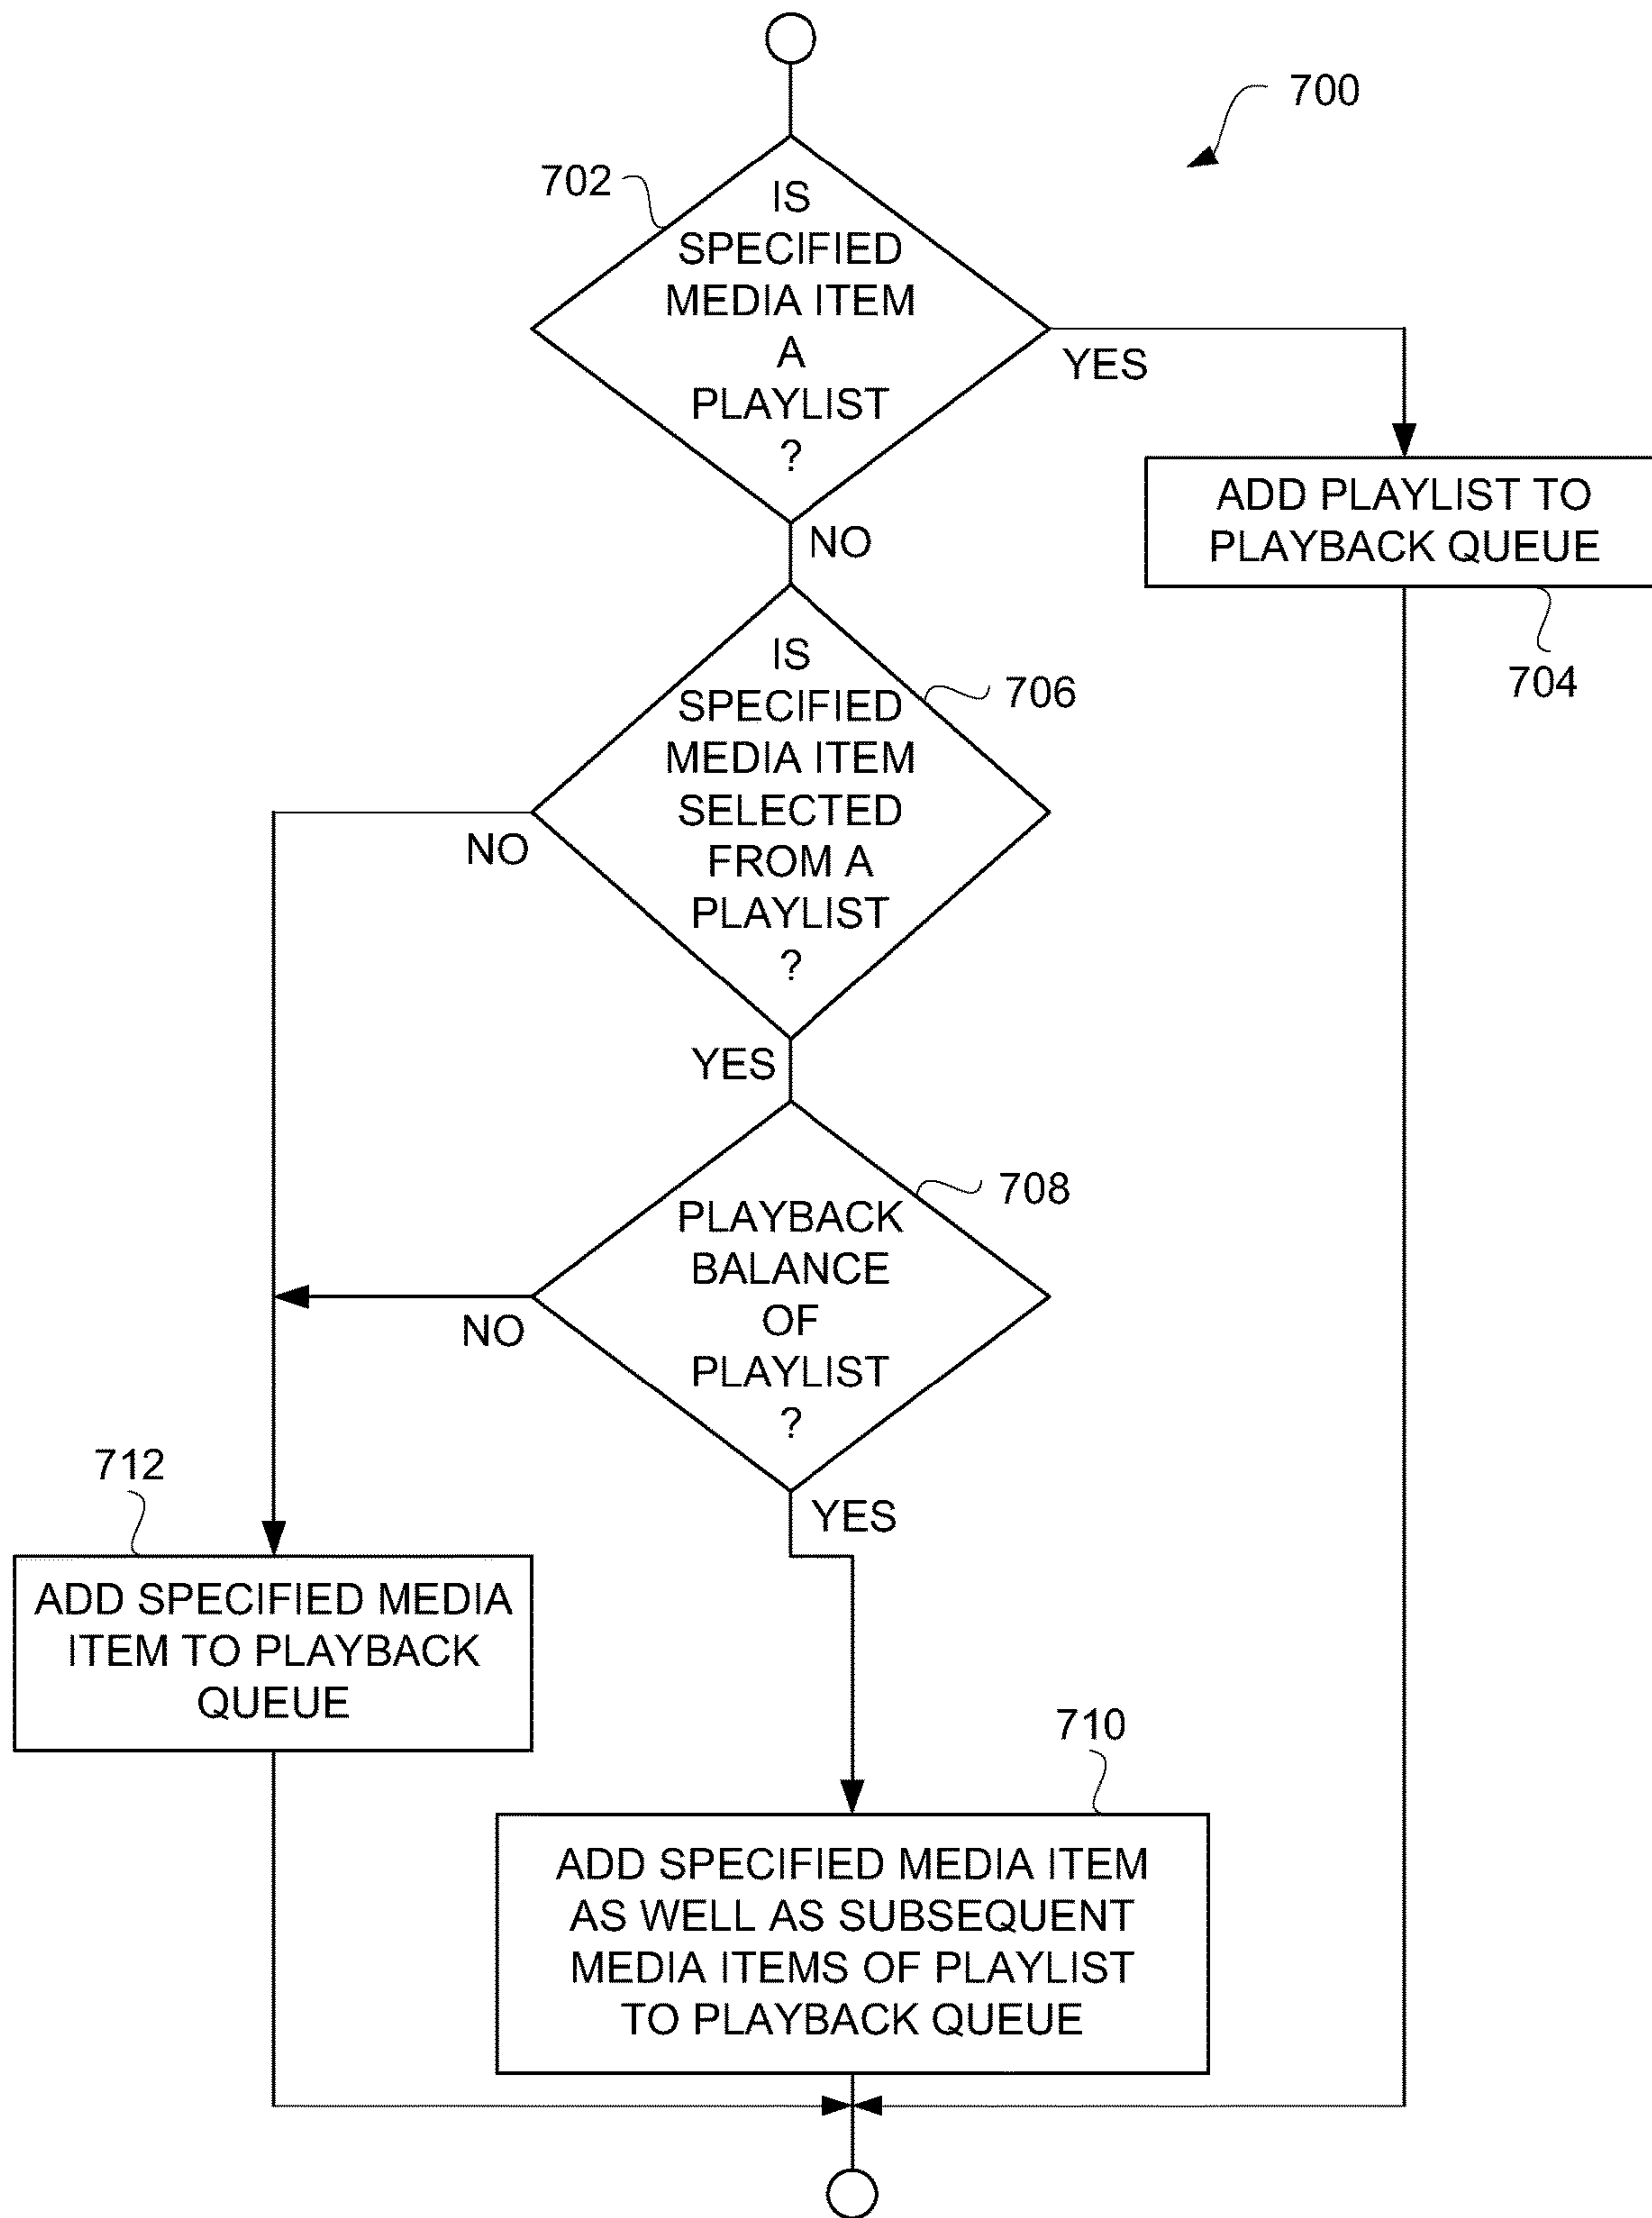 700
702
IS
SPECIFIED
MEDIA ITEM
A
PLAYLIST
?
YES
NO
ADD PLAYLIST TO
PLAYBACK QUEUE
704
IS
SPECIFIED
MEDIA ITEM
SELECTED
FROM A
PLAYLIST
?
706
NO
YES
PLAYBACK
BALANCE
OF
PLAYLIST
?
708
NO
YES
712
ADD SPECIFIED MEDIA
ITEM TO PLAYBACK
QUEUE
710
ADD SPECIFIED MEDIA ITEM
AS WELL AS SUBSEQUENT
MEDIA ITEMS OF PLAYLIST
TO PLAYBACK QUEUE